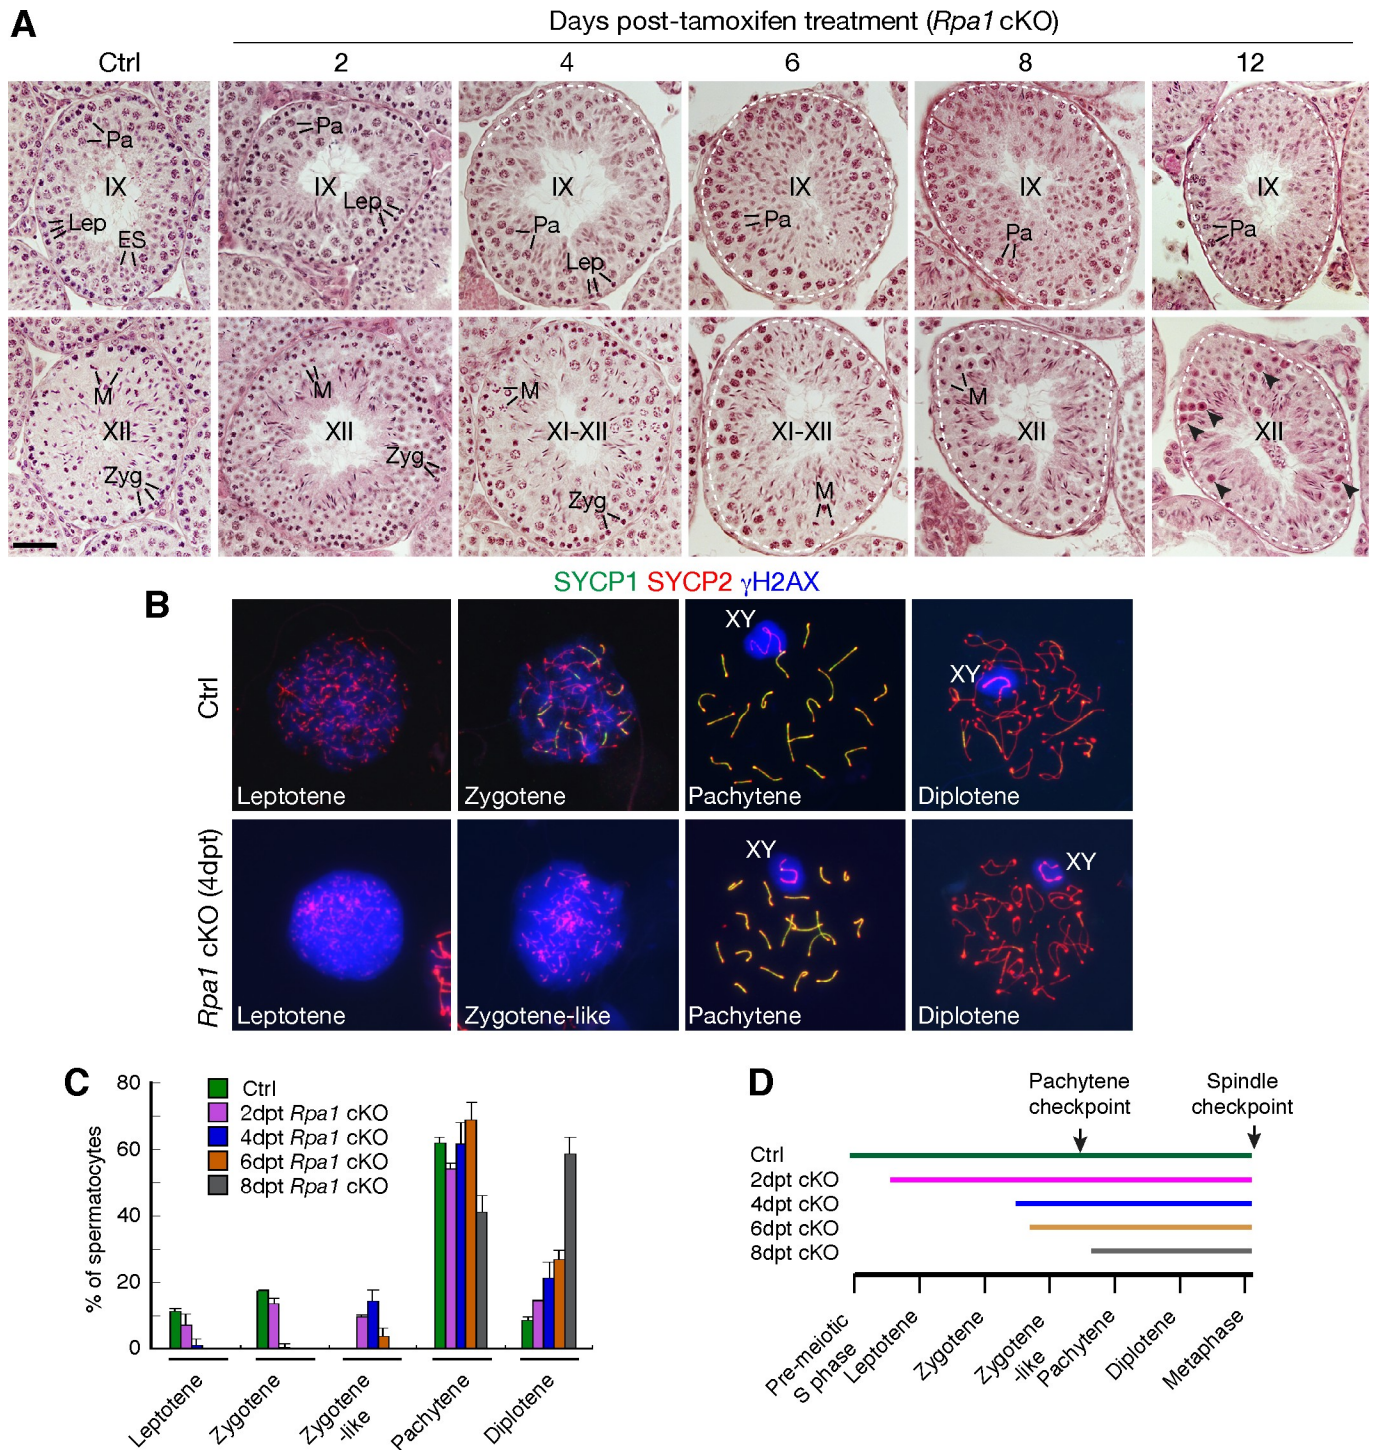 A
Days post-tamoxifen treatment (Rpa1 cKO)
Ctrl 2 4 6 8 12
Pa
IX
Lep
ES
Pa
IX
Lep
IX
Pa
Lep
IX
Pa
IX
Pa
IX
Pa
M
XII
Zyg
M
XII
Zyg
M
XI-XII
Zyg
XI-XII
M
M
XII
XII
B
SYCP1 SYCP2 γH2AX
Ctrl
Leptotene
Zygotene
XY
Pachytene
XY
Diplotene
Rpa1 cKO (4dpt)
Leptotene
Zygotene-like
XY
Pachytene
XY
Diplotene
C
% of spermatocytes
80
60
40
20
0
Ctrl
2dpt Rpa1 cKO
4dpt Rpa1 cKO
6dpt Rpa1 cKO
8dpt Rpa1 cKO
Leptotene
Zygotene
Zygotene
-like
Pachytene
Diplotene
D
Pachytene
checkpoint
Spindle
checkpoint
Ctrl
2dpt cKO
4dpt cKO
6dpt cKO
8dpt cKO
Pre-meiotic
S phase
Leptotene
Zygotene
Zygotene
-like
Pachytene
Diplotene
Metaphase